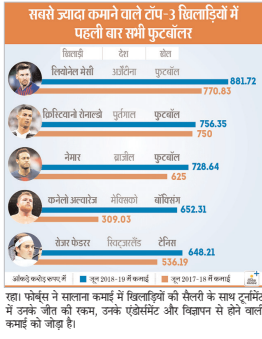 सबसे ज्यादा कमाने वाले टॉप-3 खिलाड़ियों में
पहली बार सभी फुटबॉलर
खिलाड़ी देश खेल
लियोनेल मेसी अर्जेंटीना फुटबॉल
881.72
770.83
क्रिस्टियानो रोनाल्डो पुर्तगाल फुटबॉल
756.35
750
नेमार ब्राजील फुटबॉल
728.64
625
कनेलो अल्वारेज मेक्सिको बॉक्सिंग
652.31
309.03
रोजर फेडरर स्विट्जरलैंड टेनिस
648.21
536.19
आंकड़े करोड़ रुपए में जून 2018-19 में कमाई जून 2017-18 में कमाई
रहा। फोर्ब्स ने सालाना कमाई में खिलाड़ियों की सैलरी के साथ टूर्नामेंट
में उनके जीत की रकम, उनके एंडोर्समेंट और विज्ञापन से होने वाली
कमाई को जोड़ा है।